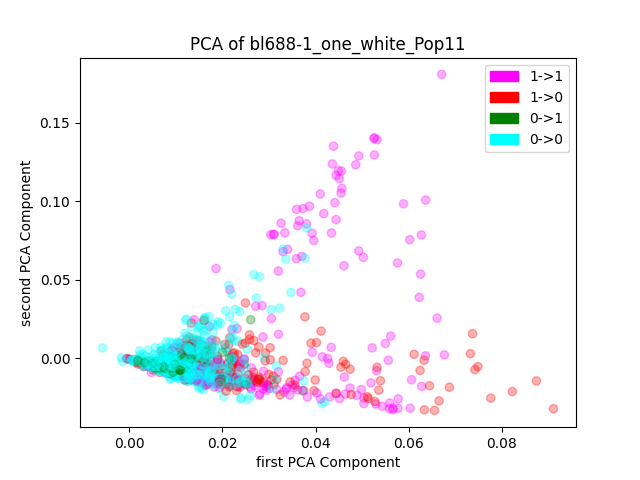 PCA of bl688-1_one_white_Pop11
1->1
1->0
0->1
0->0
second PCA Component
0.15
0.10
0.05
0.00
0.00 0.02 0.04 0.06 0.08
first PCA Component